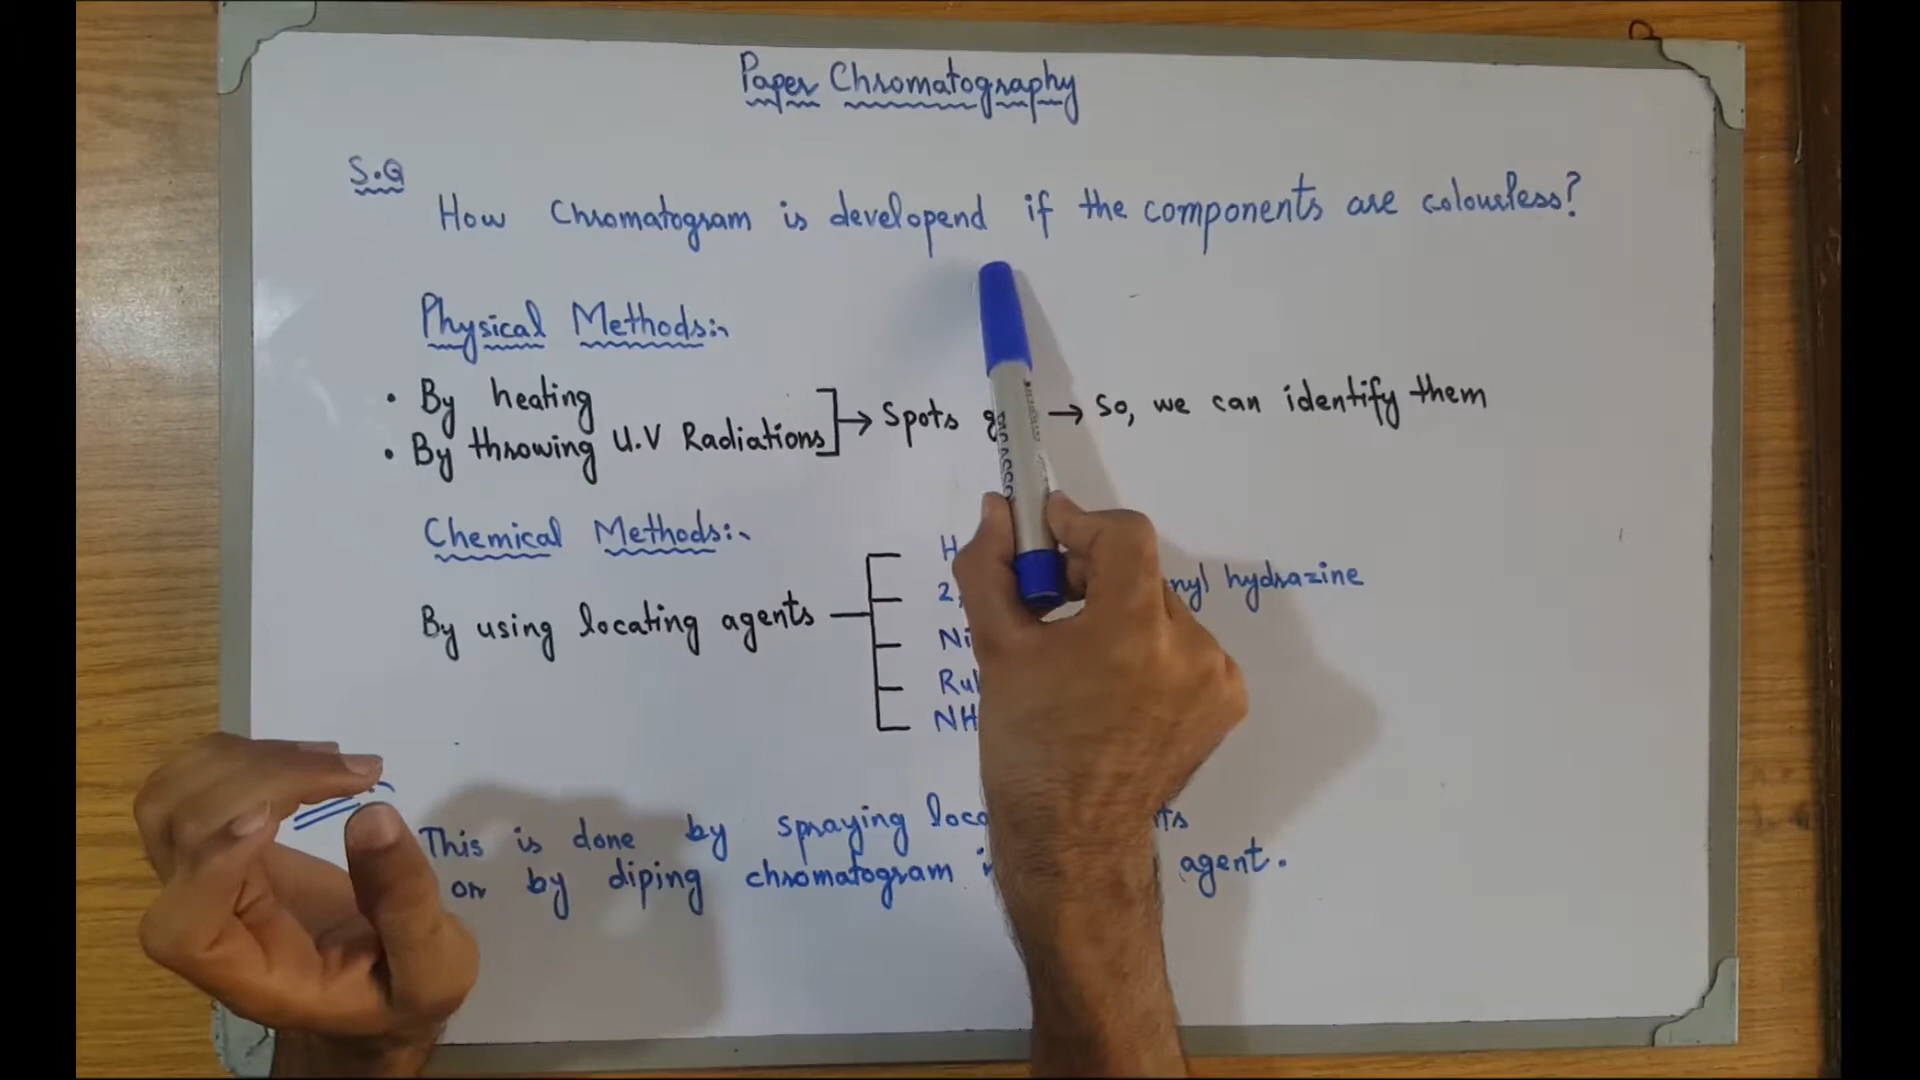 Paper Chromatography
S.Q
How Chromatogram is developend if the components are colourless?
Physical Methods:-
• By heating
• By throwing U.V Radiations → Spots → So, we can identify them
Chemical Methods:-
By using locating agents
hydrazine
This is done by spraying
or by diping chromatogram agent.